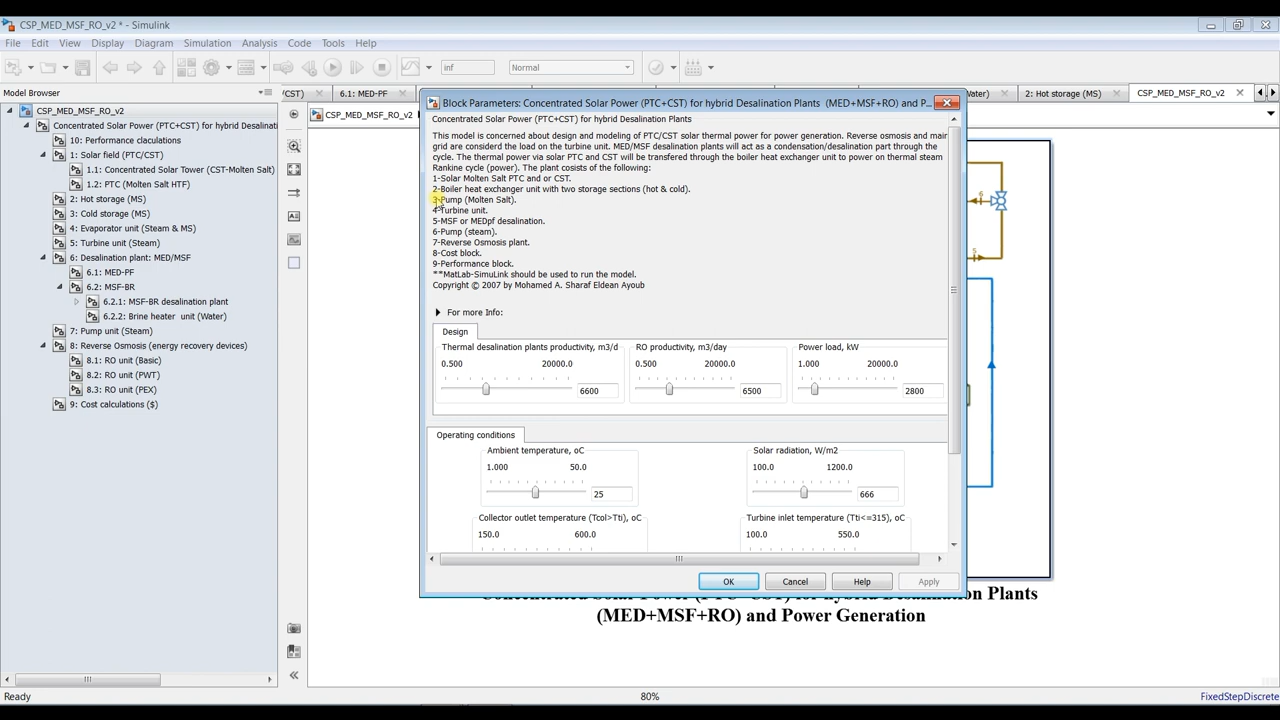 CSP_MED_MSF_RO_v2 * - Simulink
File Edit View Display Diagram Simulation Analysis Code Tools Help
inf Normal
Model Browser
(CST) 6.1: MED-PF Water) 2: Hot storage (MS) CSP_MED_MSF_RO_v2
CSP_MED_MSF_RO_v2
CSP_MED_MSF_RO_v2
Concentrated Solar Power (PTC+CST) for hybrid Desalinati
10: Performance claculations
1: Solar field (PTC/CST)
1.1: Concentrated Solar Tower (CST-Molten Salt)
1.2: PTC (Molten Salt HTF)
2: Hot storage (MS)
3: Cold storage (MS)
4: Evaporator unit (Steam & MS)
5: Turbine unit (Steam)
6: Desalination plant: MED/MSF
6.1: MED-PF
6.2: MSF-BR
6.2.1: MSF-BR desalination plant
6.2.2: Brine heater unit (Water)
7: Pump unit (Steam)
8: Reverse Osmosis (energy recovery devices)
8.1: RO unit (Basic)
8.2: RO unit (PWT)
8.3: RO unit (PEX)
9: Cost calculations ($)
Block Parameters: Concentrated Solar Power (PTC+CST) for hybrid Desalination Plants (MED+MSF+RO) and P...
Concentrated Solar Power (PTC+CST) for hybrid Desalination Plants
This model is concerned about design and modeling of PTC/CST solar thermal power for power generation. Reverse osmosis and main
grid are considerd the load on the turbine unit. MED/MSF desalination plants will act as a condensation/desalination part through the
cycle. The thermal power via solar PTC and CST will be transfered through the boiler heat exchanger unit to power on thermal steam
Rankine cycle (power). The plant cosists of the following:
1-Solar Molten Salt PTC and or CST.
2-Boiler heat exchanger unit with two storage sections (hot & cold).
3-Pump (Molten Salt).
4-Turbine unit.
5-MSF or MEDpf desalination.
6-Pump (steam).
7-Reverse Osmosis plant.
8-Cost block.
9-Performance block.
**MatLab-SimuLink should be used to run the model.
Copyright © 2007 by Mohamed A. Sharaf Eldean Ayoub
For more Info:
Design
Thermal desalination plants productivity, m3/d RO productivity, m3/day Power load, kW
0.500 20000.0 0.500 20000.0 1.000 20000.0
6600 6500 2800
Operating conditions
Ambient temperature, oC Solar radiation, W/m2
1.000 50.0 100.0 1200.0
25 666
Collector outlet temperature (Tcol>Tti), oC Turbine inlet temperature (Tti<=315), oC
150.0 600.0 100.0 550.0
OK Cancel Help Apply
6
5
Concentrated Solar Power (PTC+CST) for hybrid Desalination Plants
(MED+MSF+RO) and Power Generation
Ready 80% FixedStepDiscrete